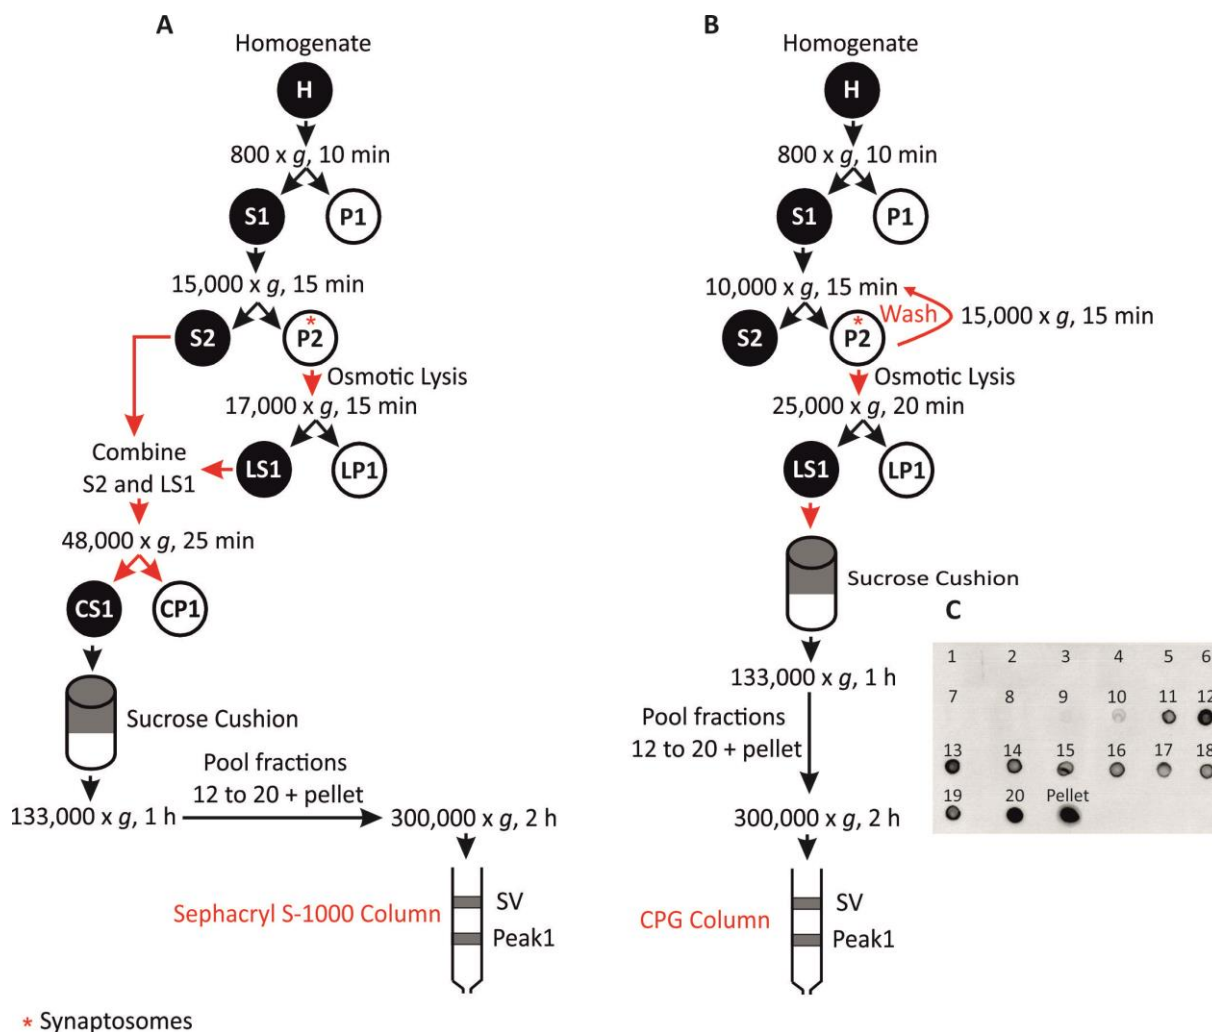 A
Homogenate
H
800 x g, 10 min
S1
P1
15,000 x g, 15 min
S2
*
P2
Osmotic Lysis
17,000 x g, 15 min
Combine
S2 and LS1
LS1
LP1
48,000 x g, 25 min
CS1
CP1
Sucrose Cushion
133,000 x g, 1 h
Pool fractions
12 to 20 + pellet
300,000 x g, 2 h
Sephacryl S-1000 Column
SV
Peak1
* Synaptosomes
B
Homogenate
H
800 x g, 10 min
S1
P1
10,000 x g, 15 min
S2
*
P2
Wash
15,000 x g, 15 min
Osmotic Lysis
25,000 x g, 20 min
LS1
LP1
Sucrose Cushion
133,000 x g, 1 h
Pool fractions
12 to 20 + pellet
300,000 x g, 2 h
CPG Column
SV
Peak1
C
1 2 3 4 5 6
7 8 9 10 11 12
13 14 15 16 17 18
19 20 Pellet